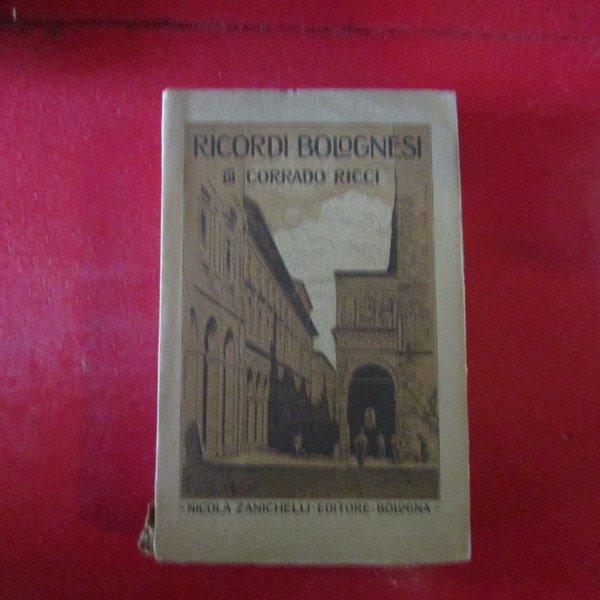 RICORDI BOLOGNESI
DI CORRADO RICCI
- NICOLA ZANICHELLI - EDITORE - BOLOGNA -